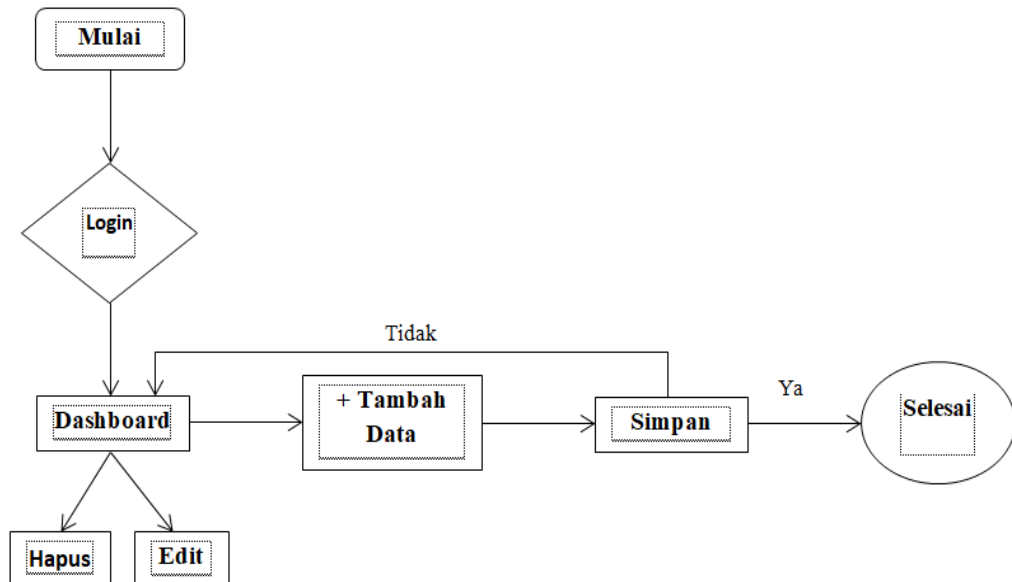 Mulai
Login
Tidak
Dashboard
+ Tambah
Data
Simpan
Ya
Selesai
Hapus
Edit